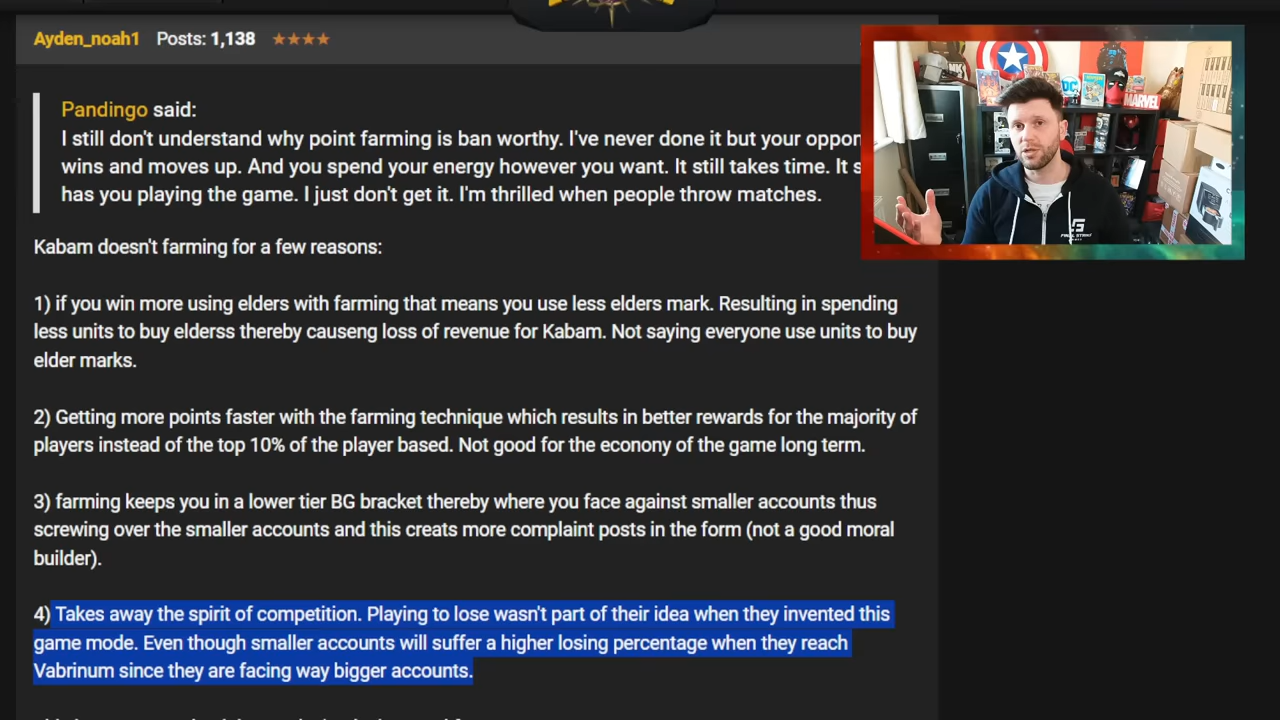 Ayden_noah1 Posts: 1,138
Pandingo said:
I still don't understand why point farming is ban worthy. I've never done it but your oppon
wins and moves up. And you spend your energy however you want. It still takes time. It s
has you playing the game. I just don't get it. I'm thrilled when people throw matches.
Kabam doesn't farming for a few reasons:
1) if you win more using elders with farming that means you use less elders mark. Resulting in spending
less units to buy elderss thereby causeng loss of revenue for Kabam. Not saying everyone use units to buy
elder marks.
2) Getting more points faster with the farming technique which results in better rewards for the majority of
players instead of the top 10% of the player based. Not good for the econony of the game long term.
3) farming keeps you in a lower tier BG bracket thereby where you face against smaller accounts thus
screwing over the smaller accounts and this creats more complaint posts in the form (not a good moral
builder).
4) Takes away the spirit of competition. Playing to lose wasn't part of their idea when they invented this
game mode. Even though smaller accounts will suffer a higher losing percentage when they reach
Vabrinum since they are facing way bigger accounts.
MARVEL
DC
FINAL STRIKE